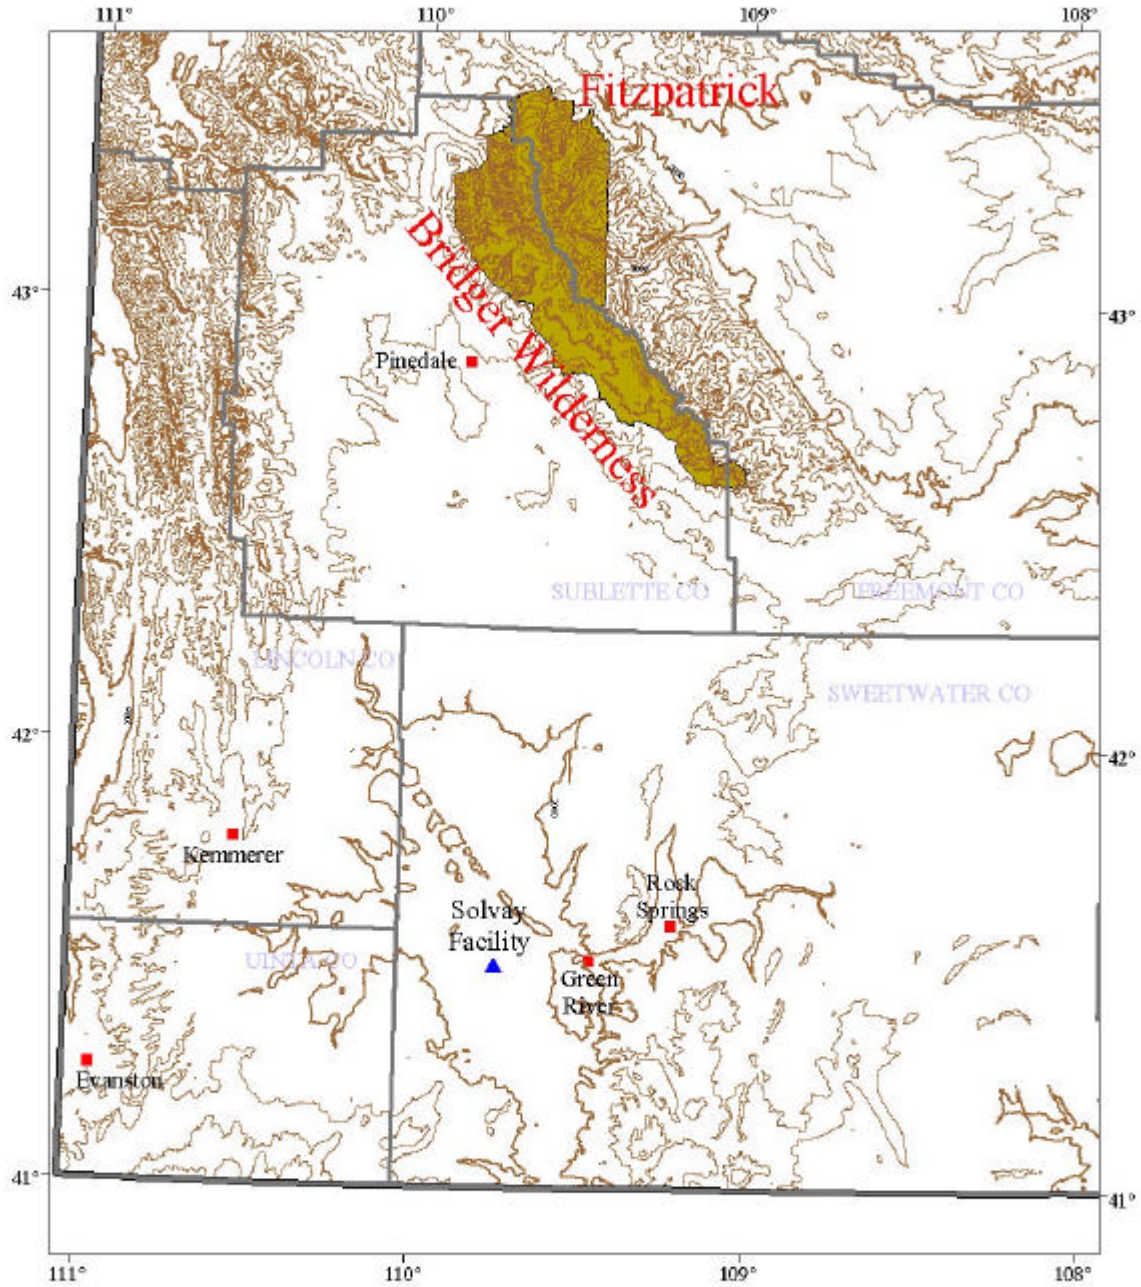 111° 110° 109° 108°
Fitzpatrick
Bridger Wilderness
43° 43°
Pinedale
SUBLETTE CO FREEMONT CO
LINCOLN CO
SWEETWATER CO
42° 42°
Kemmerer
Rock
Springs
Solvay
Facility
UINTA CO
Green
River
Evanston
41° 41°
111° 110° 109° 108°